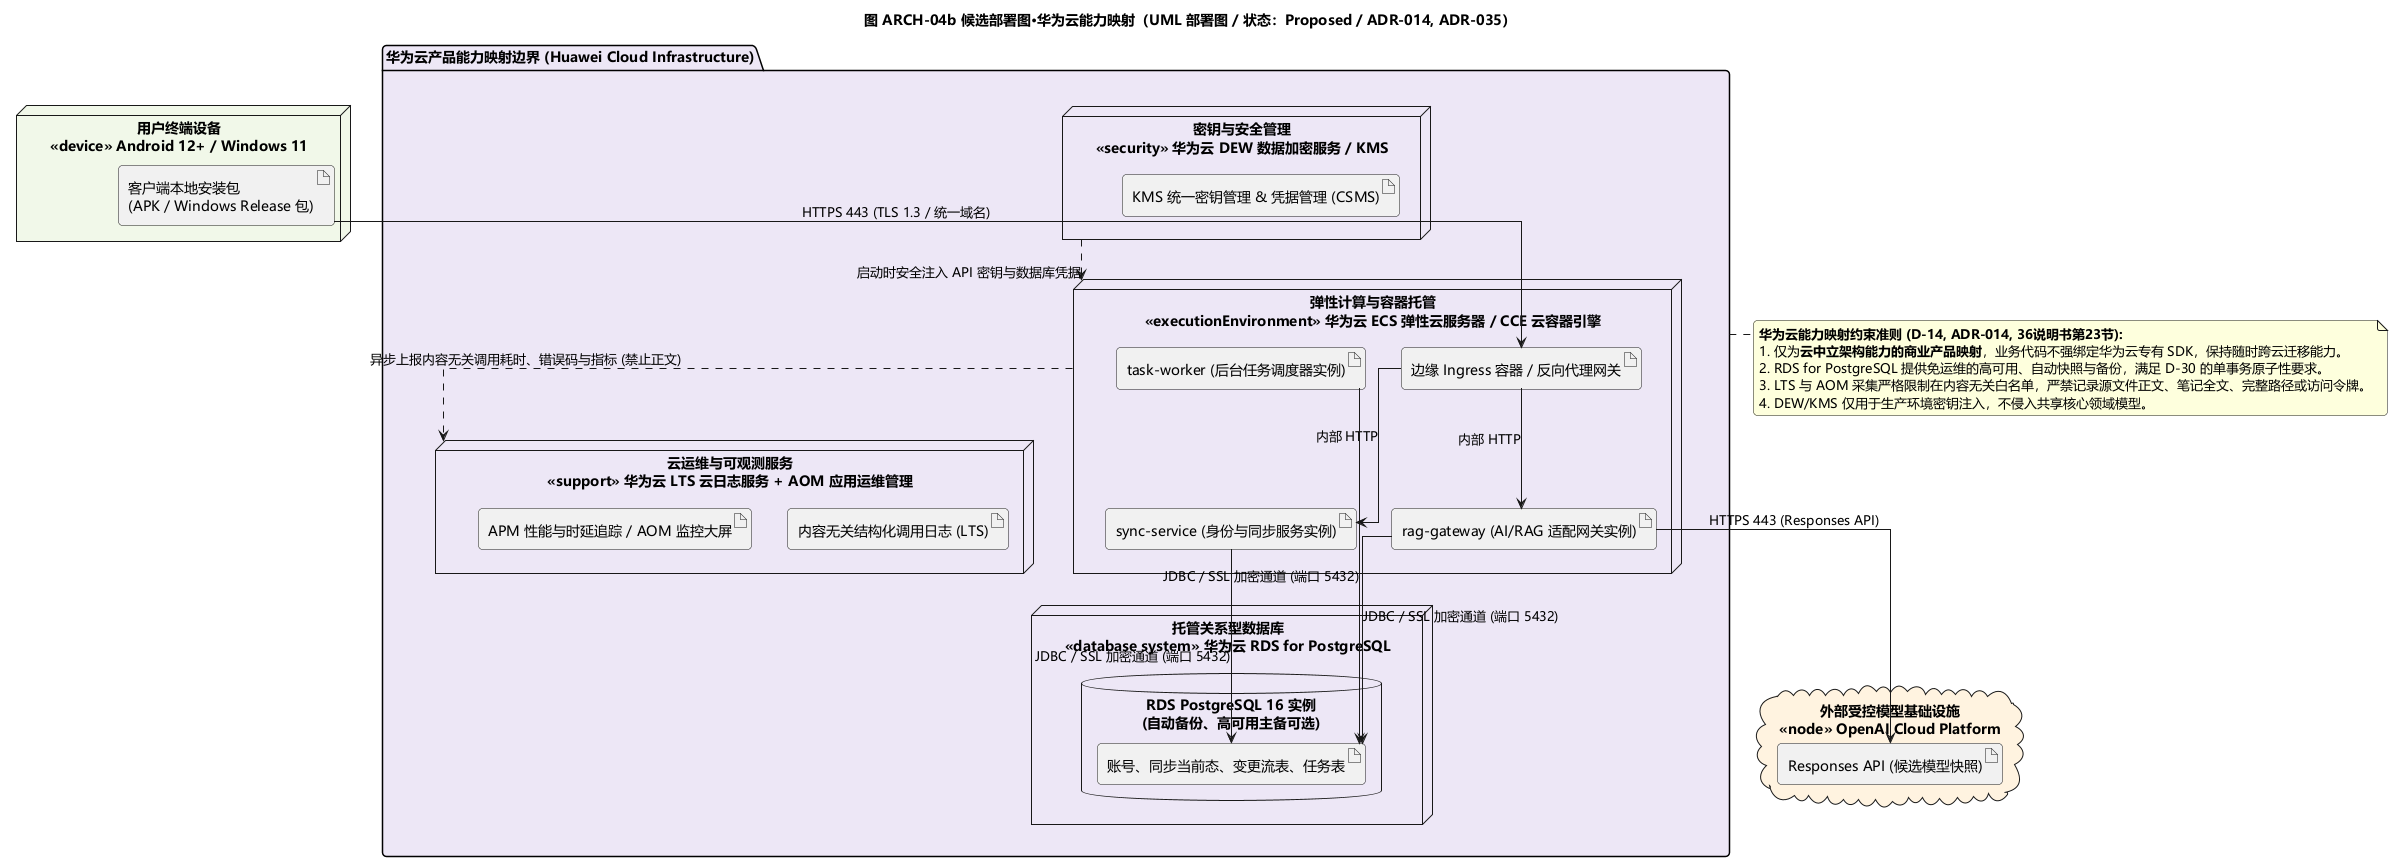 图 ARCH-04b 候选部署图·华为云能力映射（UML 部署图 / 状态：Proposed / ADR-014, ADR-035）
华为云产品能力映射边界 (Huawei Cloud Infrastructure)
用户终端设备
«device» Android 12+ / Windows 11
客户端本地安装包
(APK / Windows Release 包)
密钥与安全管理
«security» 华为云 DEW 数据加密服务 / KMS
KMS 统一密钥管理 & 凭据管理 (CSMS)
HTTPS 443 (TLS 1.3 / 统一域名)
启动时安全注入 API 密钥与数据库凭据
弹性计算与容器托管
«executionEnvironment» 华为云 ECS 弹性云服务器 / CCE 云容器引擎
task-worker (后台任务调度器实例)
边缘 Ingress 容器 / 反向代理网关
异步上报内容无关调用耗时、错误码与指标 (禁止正文)
华为云能力映射约束准则 (D-14, ADR-014, 36说明书第23节):
1. 仅为云中立架构能力的商业产品映射，业务代码不强绑定华为云专有 SDK，保持随时跨云迁移能力。
2. RDS for PostgreSQL 提供免运维的高可用、自动快照与备份，满足 D-30 的单事务原子性要求。
3. LTS 与 AOM 采集严格限制在内容无关白名单，严禁记录源文件正文、笔记全文、完整路径或访问令牌。
4. DEW/KMS 仅用于生产环境密钥注入，不侵入共享核心领域模型。
内部 HTTP
内部 HTTP
云运维与可观测服务
«support» 华为云 LTS 云日志服务 + AOM 应用运维管理
APM 性能与时延追踪 / AOM 监控大屏
内容无关结构化调用日志 (LTS)
sync-service (身份与同步服务实例)
rag-gateway (AI/RAG 适配网关实例)
HTTPS 443 (Responses API)
JDBC / SSL 加密通道 (端口 5432)
JDBC / SSL 加密通道 (端口 5432)
JDBC / SSL 加密通道 (端口 5432)
托管关系型数据库
«database system» 华为云 RDS for PostgreSQL
RDS PostgreSQL 16 实例
(自动备份、高可用主备可选)
账号、同步当前态、变更流表、任务表
外部受控模型基础设施
«node» OpenAI Cloud Platform
Responses API (候选模型快照)